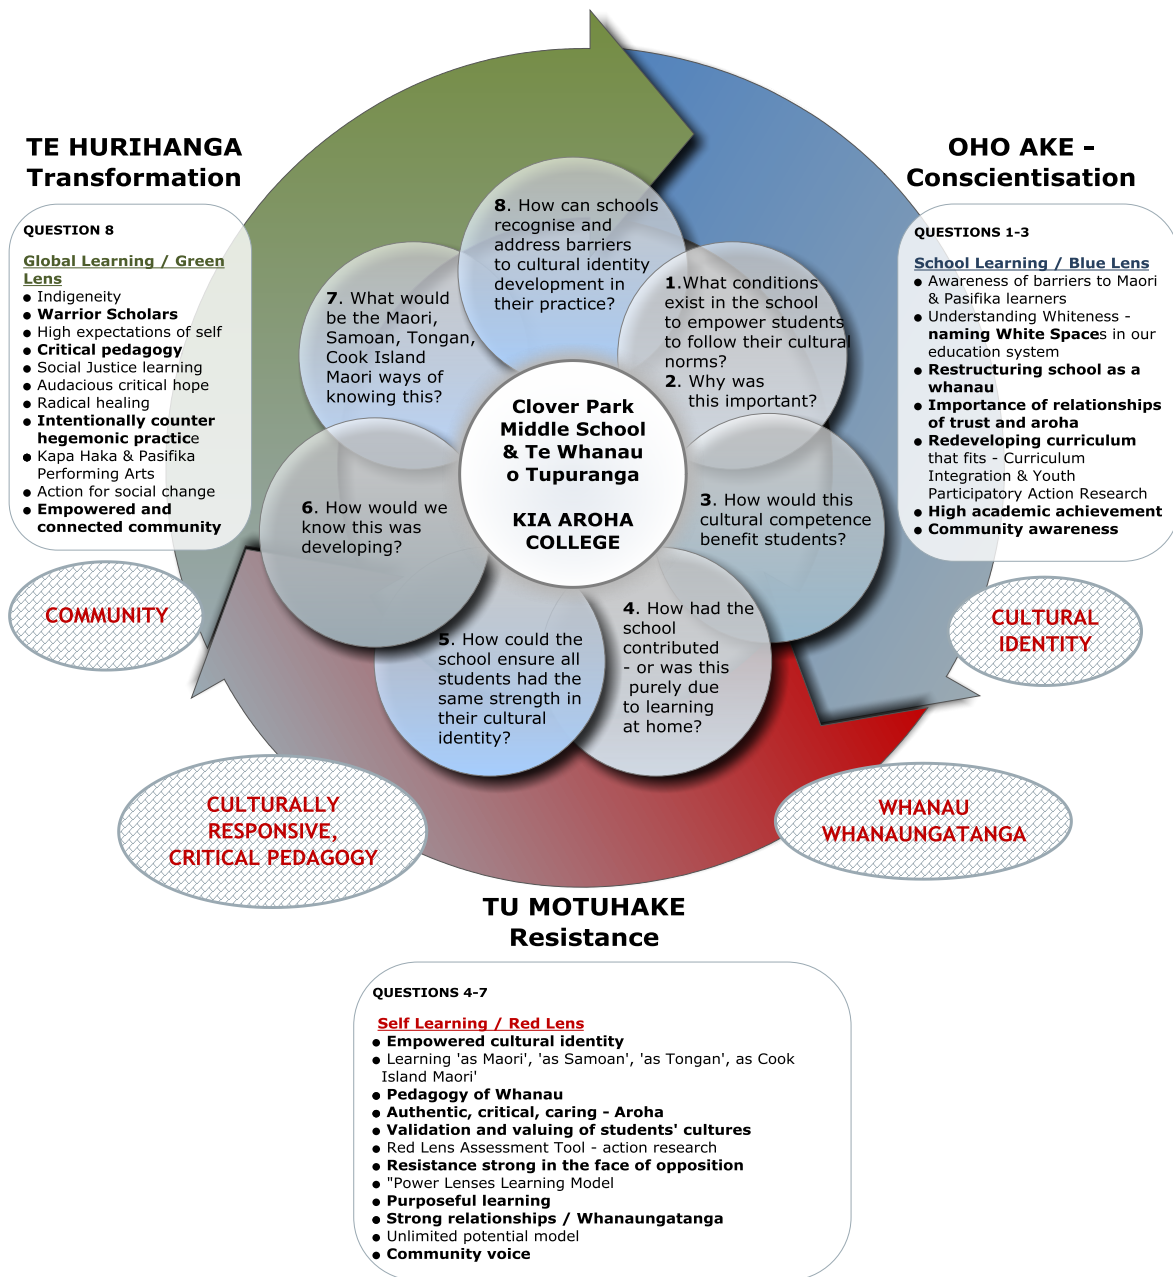 TE HURIHANGA
Transformation
QUESTION 8
Global Learning / Green
Lens
● Indigeneity
● Warrior Scholars
● High expectations of self
● Critical pedagogy
● Social Justice learning
● Audacious critical hope
● Radical healing
● Intentionally counter
hegemonic practice
● Kapa Haka & Pasifika
Performing Arts
● Action for social change
● Empowered and
connected community
COMMUNITY
8. How can schools
recognise and
address barriers
to cultural identity
development in
their practice?
7. What would
be the Maori,
Samoan, Tongan,
Cook Island
Maori ways of
knowing this?
1.What conditions
exist in the school
to empower students
to follow their cultural
norms?
2. Why was
this important?
Clover Park
Middle School
& Te Whanau
o Tupuranga
KIA AROHA
COLLEGE
6. How would we
know this was
developing?
3. How would this
cultural competence
benefit students?
5. How could the
school ensure all
students had the
same strength in
their cultural
identity?
4. How had the
school
contributed
- or was this
purely due
to learning
at home?
OHO AKE -
Conscientisation
QUESTIONS 1-3
School Learning / Blue Lens
● Awareness of barriers to Maori
& Pasifika learners
● Understanding Whiteness -
naming White Spaces in our
education system
● Restructuring school as a
whanau
● Importance of relationships
of trust and aroha
● Redeveloping curriculum
that fits - Curriculum
Integration & Youth
Participatory Action Research
● High academic achievement
● Community awareness
CULTURAL
IDENTITY
CULTURALLY
RESPONSIVE,
CRITICAL PEDAGOGY
WHANAU
WHANAUNGATANGA
TU MOTUHAKE
Resistance
QUESTIONS 4-7
Self Learning / Red Lens
● Empowered cultural identity
● Learning 'as Maori', 'as Samoan', 'as Tongan', as Cook
Island Maori'
● Pedagogy of Whanau
● Authentic, critical, caring - Aroha
● Validation and valuing of students' cultures
● Red Lens Assessment Tool - action research
● Resistance strong in the face of opposition
● "Power Lenses Learning Model
● Purposeful learning
● Strong relationships / Whanaungatanga
● Unlimited potential model
● Community voice